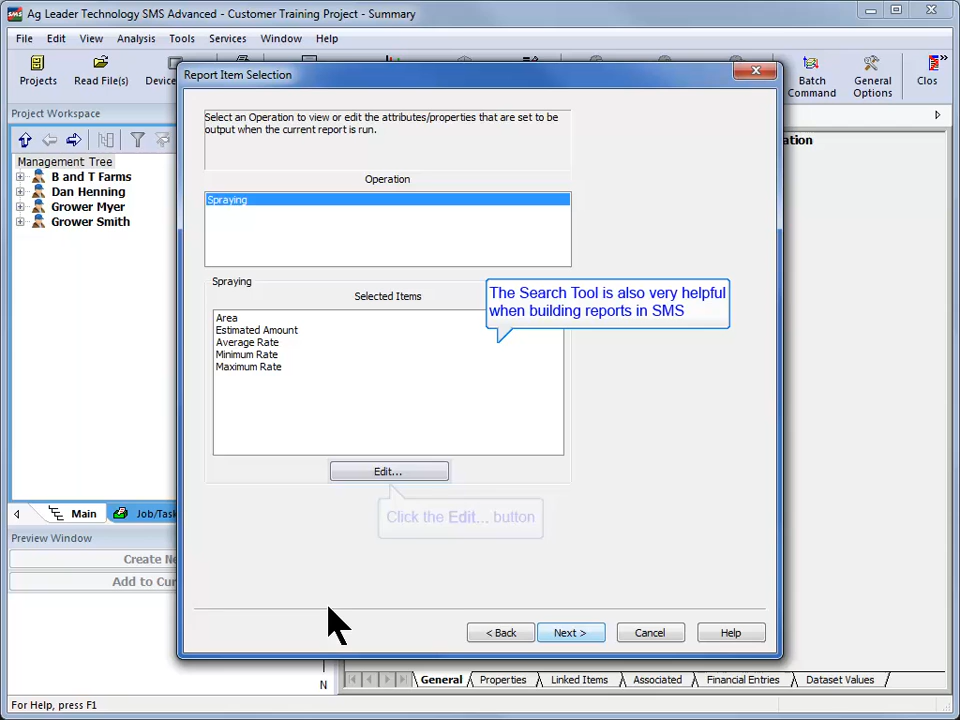 Ag Leader Technology SMS Advanced - Customer Training Project - Summary
File Edit View Analysis Tools Services Window Help
Projects Read File(s) Device Batch Command General Options Clos
Project Workspace
Management Tree
B and T Farms
Dan Henning
Grower Myer
Grower Smith
Main Job/Task
Preview Window
Create Ne
Add to Cur
N
Report Item Selection
Select an Operation to view or edit the attributes/properties that are set to be
output when the current report is run.
Operation
Spraying
Spraying
Selected Items
Area
Estimated Amount
Average Rate
Minimum Rate
Maximum Rate
The Search Tool is also very helpful
when building reports in SMS
Edit...
Click the Edit... button
< Back Next > Cancel Help
ation
General Properties Linked Items Associated Financial Entries Dataset Values
For Help, press F1